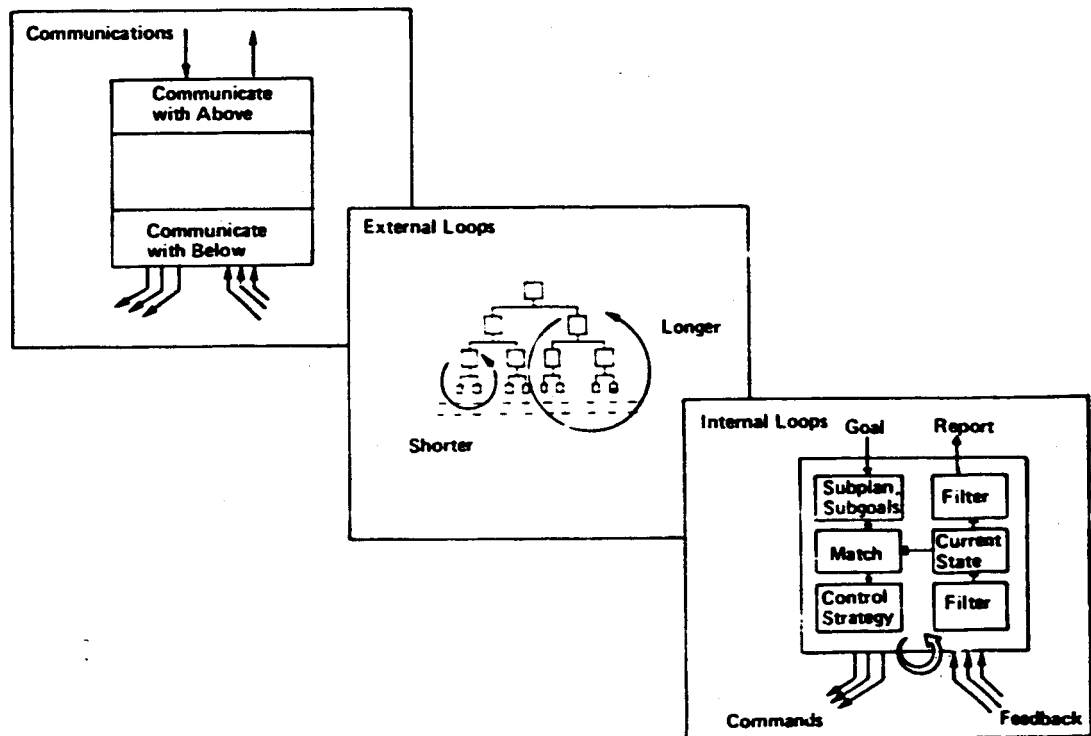 Communications
Communicate
with Above
Communicate
with Below
External Loops
Longer
Shorter
Internal Loops
Goal
Report
Subplan,
Subgoals
Filter
Match
Current
State
Control
Strategy
Filter
Commands
Feedback